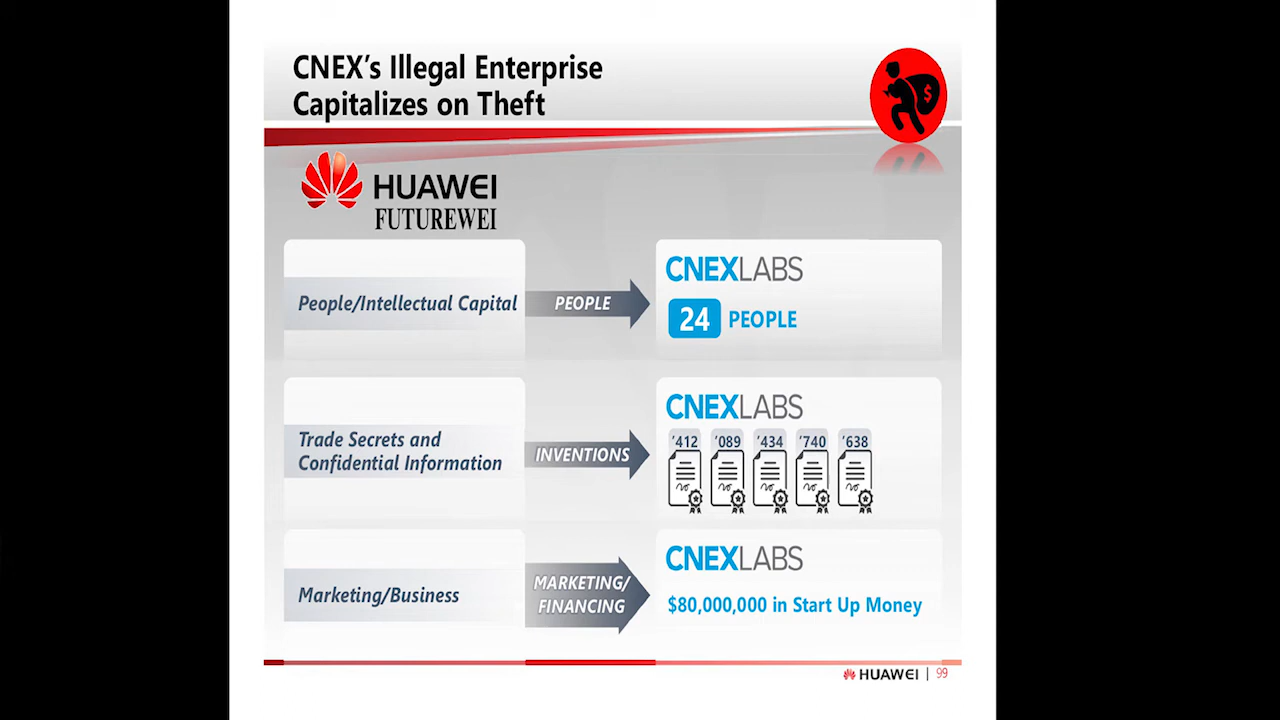 CNEX's Illegal Enterprise
Capitalizes on Theft
$
HUAWEI
FUTUREWEI
People/Intellectual Capital
PEOPLE
CNEXLABS
24 PEOPLE
Trade Secrets and
Confidential Information
INVENTIONS
CNEXLABS
'412 '089 '434 '740 '638
Marketing/Business
MARKETING/
FINANCING
CNEXLABS
$80,000,000 in Start Up Money
HUAWEI | 99